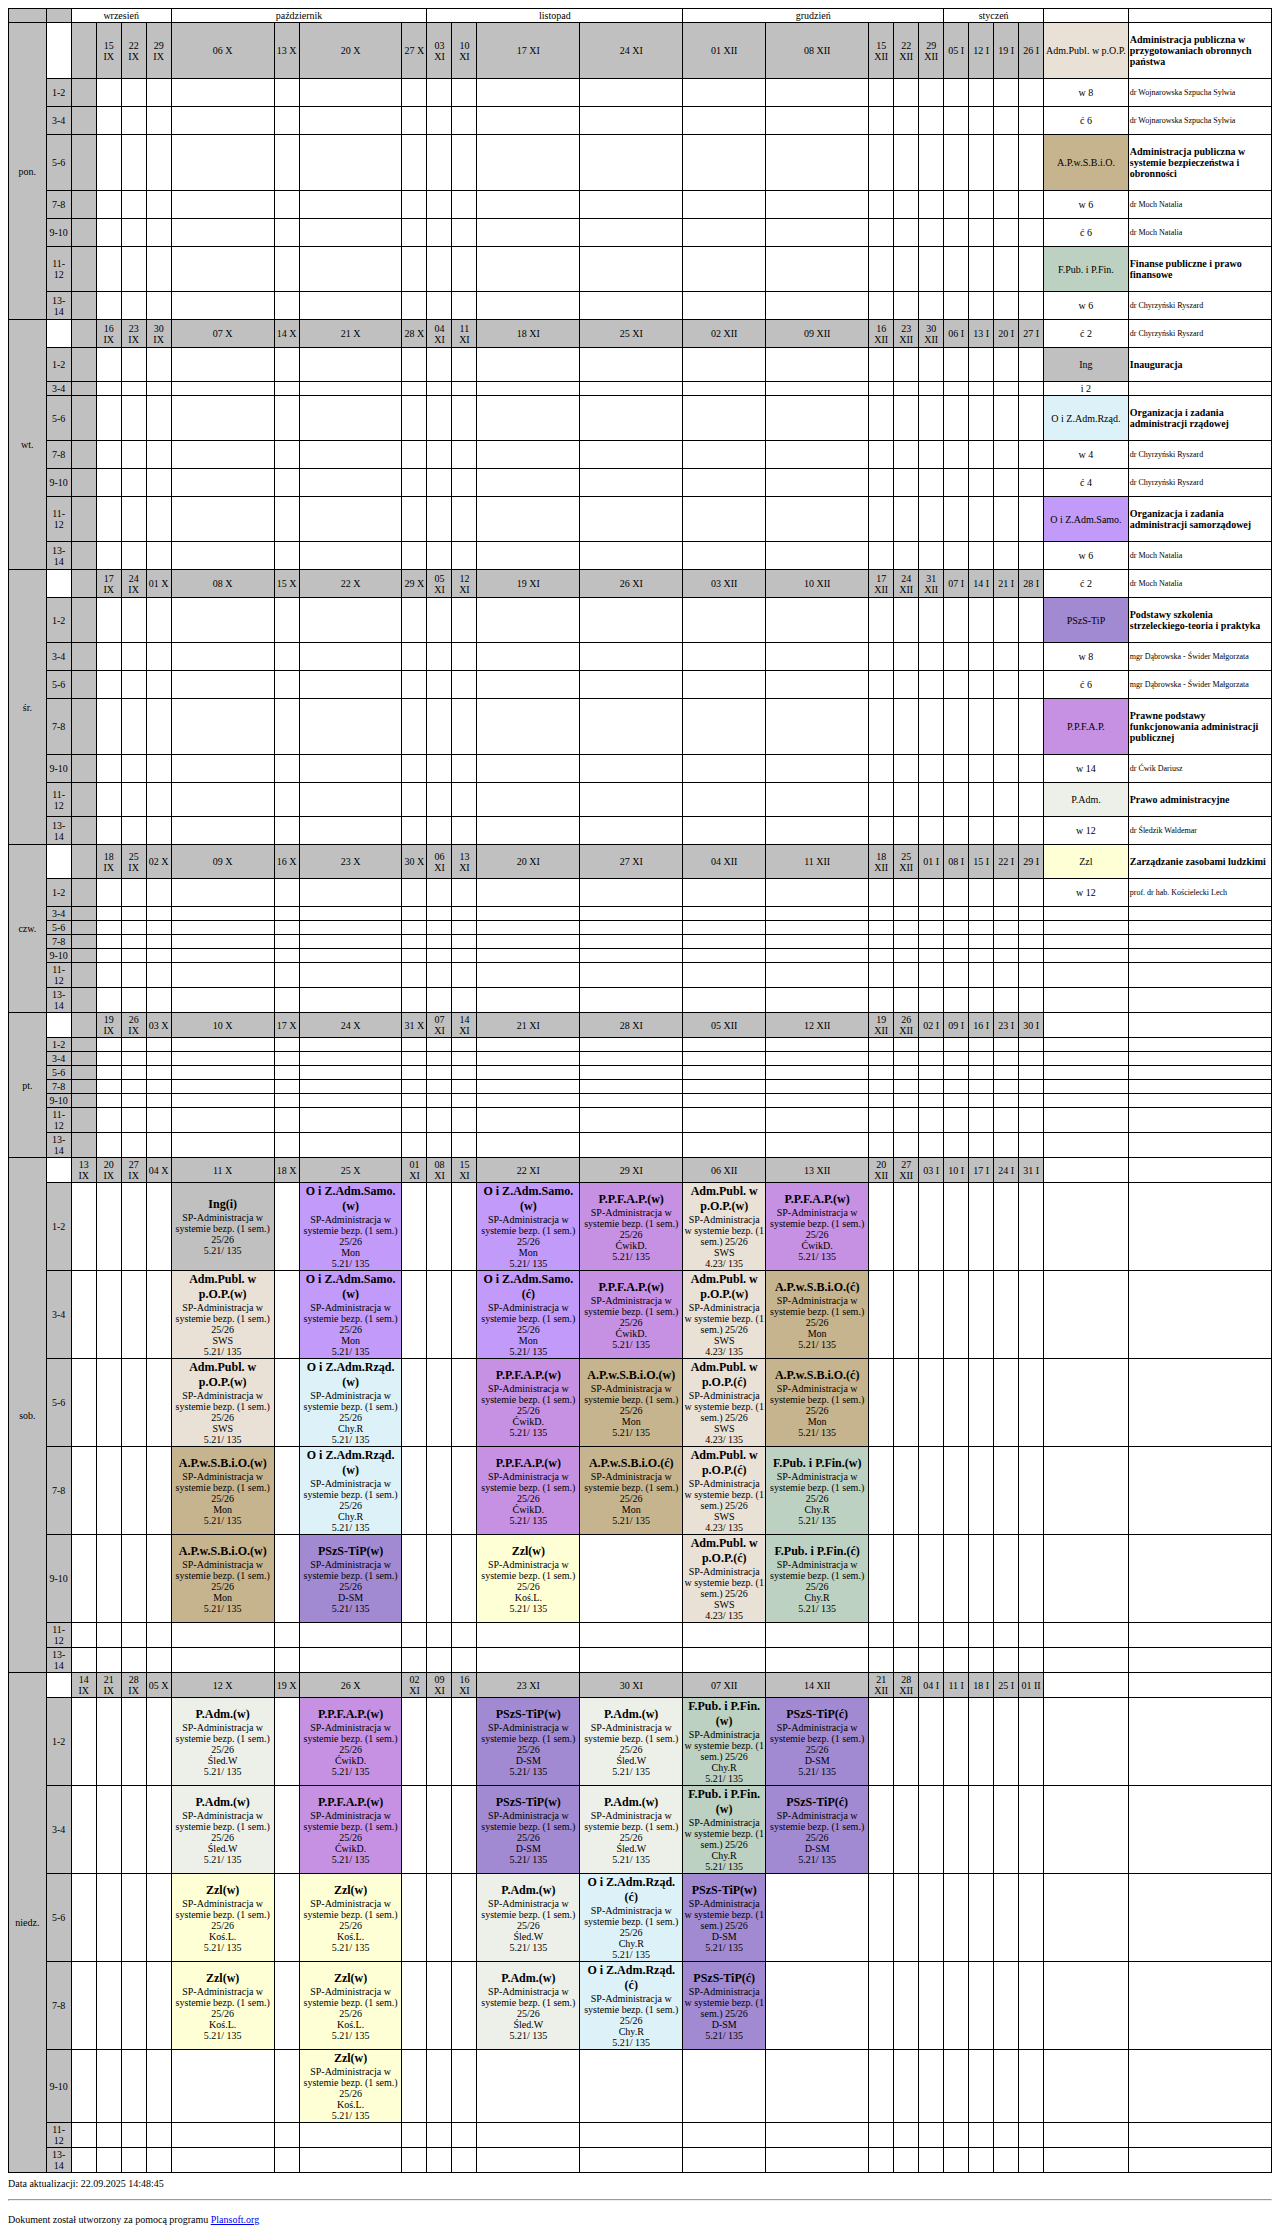 wrzesień październik listopad grudzień styczeń
pon. 15 IX 22 IX 29 IX 06 X 13 X 20 X 27 X 03 XI 10 XI 17 XI 24 XI 01 XII 08 XII 15 XII 22 XII 29 XII 05 I 12 I 19 I 26 I Adm.Publ. w p.O.P. Administracja publiczna w przygotowaniach obronnych państwa
1-2 w 8 dr Wojnarowska Szpucha Sylwia
3-4 ć 6 dr Wojnarowska Szpucha Sylwia
5-6 A.P.w.S.B.i.O. Administracja publiczna w systemie bezpieczeństwa i obronności
7-8 w 6 dr Moch Natalia
9-10 ć 6 dr Moch Natalia
11-12 F.Pub. i P.Fin. Finanse publiczne i prawo finansowe
13-14 w 6 dr Chyrzyński Ryszard
wt. 16 IX 23 IX 30 IX 07 X 14 X 21 X 28 X 04 XI 11 XI 18 XI 25 XI 02 XII 09 XII 16 XII 23 XII 30 XII 06 I 13 I 20 I 27 I ć 2 dr Chyrzyński Ryszard
1-2 Ing Inauguracja
3-4 i 2
5-6 O i Z.Adm.Rząd. Organizacja i zadania administracji rządowej
7-8 w 4 dr Chyrzyński Ryszard
9-10 ć 4 dr Chyrzyński Ryszard
11-12 O i Z.Adm.Samo. Organizacja i zadania administracji samorządowej
13-14 w 6 dr Moch Natalia
śr. 17 IX 24 IX 01 X 08 X 15 X 22 X 29 X 05 XI 12 XI 19 XI 26 XI 03 XII 10 XII 17 XII 24 XII 31 XII 07 I 14 I 21 I 28 I ć 2 dr Moch Natalia
1-2 PSzS-TiP Podstawy szkolenia strzeleckiego-teoria i praktyka
3-4 w 8 mgr Dąbrowska - Świder Małgorzata
5-6 ć 6 mgr Dąbrowska - Świder Małgorzata
7-8 P.P.F.A.P. Prawne podstawy funkcjonowania administracji publicznej
9-10 w 14 dr Ćwik Dariusz
11-12 P.Adm. Prawo administracyjne
13-14 w 12 dr Śledzik Waldemar
czw. 18 IX 25 IX 02 X 09 X 16 X 23 X 30 X 06 XI 13 XI 20 XI 27 XI 04 XII 11 XII 18 XII 25 XII 01 I 08 I 15 I 22 I 29 I Zzl Zarządzanie zasobami ludzkimi
1-2 w 12 prof. dr hab. Kościelecki Lech
3-4
5-6
7-8
9-10
11-12
13-14
pt. 19 IX 26 IX 03 X 10 X 17 X 24 X 31 X 07 XI 14 XI 21 XI 28 XI 05 XII 12 XII 19 XII 26 XII 02 I 09 I 16 I 23 I 30 I
1-2
3-4
5-6
7-8
9-10
11-12
13-14
sob. 13 IX 20 IX 27 IX 04 X 11 X 18 X 25 X 01 XI 08 XI 15 XI 22 XI 29 XI 06 XII 13 XII 20 XII 27 XII 03 I 10 I 17 I 24 I 31 I
1-2 Ing(i) SP-Administracja w systemie bezp. (1 sem.) 25/26 5.21/ 135 O i Z.Adm.Samo.(w) SP-Administracja w systemie bezp. (1 sem.) 25/26 Mon 5.21/ 135 O i Z.Adm.Samo.(w) SP-Administracja w systemie bezp. (1 sem.) 25/26 Mon 5.21/ 135 P.P.F.A.P.(w) SP-Administracja w systemie bezp. (1 sem.) 25/26 ĆwikD. 5.21/ 135 Adm.Publ. w p.O.P.(w) SP-Administracja w systemie bezp. (1 sem.) 25/26 SWS 4.23/ 135 P.P.F.A.P.(w) SP-Administracja w systemie bezp. (1 sem.) 25/26 ĆwikD. 5.21/ 135
3-4 Adm.Publ. w p.O.P.(w) SP-Administracja w systemie bezp. (1 sem.) 25/26 SWS 5.21/ 135 O i Z.Adm.Samo.(w) SP-Administracja w systemie bezp. (1 sem.) 25/26 Mon 5.21/ 135 O i Z.Adm.Samo.(ć) SP-Administracja w systemie bezp. (1 sem.) 25/26 Mon 5.21/ 135 P.P.F.A.P.(w) SP-Administracja w systemie bezp. (1 sem.) 25/26 ĆwikD. 5.21/ 135 Adm.Publ. w p.O.P.(w) SP-Administracja w systemie bezp. (1 sem.) 25/26 SWS 4.23/ 135 A.P.w.S.B.i.O.(ć) SP-Administracja w systemie bezp. (1 sem.) 25/26 Mon 5.21/ 135
5-6 Adm.Publ. w p.O.P.(w) SP-Administracja w systemie bezp. (1 sem.) 25/26 SWS 5.21/ 135 O i Z.Adm.Rząd.(w) SP-Administracja w systemie bezp. (1 sem.) 25/26 Chy.R 5.21/ 135 P.P.F.A.P.(w) SP-Administracja w systemie bezp. (1 sem.) 25/26 ĆwikD. 5.21/ 135 A.P.w.S.B.i.O.(w) SP-Administracja w systemie bezp. (1 sem.) 25/26 Mon 5.21/ 135 Adm.Publ. w p.O.P.(ć) SP-Administracja w systemie bezp. (1 sem.) 25/26 SWS 4.23/ 135 A.P.w.S.B.i.O.(ć) SP-Administracja w systemie bezp. (1 sem.) 25/26 Mon 5.21/ 135
7-8 A.P.w.S.B.i.O.(w) SP-Administracja w systemie bezp. (1 sem.) 25/26 Mon 5.21/ 135 O i Z.Adm.Rząd.(w) SP-Administracja w systemie bezp. (1 sem.) 25/26 Chy.R 5.21/ 135 P.P.F.A.P.(w) SP-Administracja w systemie bezp. (1 sem.) 25/26 ĆwikD. 5.21/ 135 A.P.w.S.B.i.O.(ć) SP-Administracja w systemie bezp. (1 sem.) 25/26 Mon 5.21/ 135 Adm.Publ. w p.O.P.(ć) SP-Administracja w systemie bezp. (1 sem.) 25/26 SWS 4.23/ 135 F.Pub. i P.Fin.(w) SP-Administracja w systemie bezp. (1 sem.) 25/26 Chy.R 5.21/ 135
9-10 A.P.w.S.B.i.O.(w) SP-Administracja w systemie bezp. (1 sem.) 25/26 Mon 5.21/ 135 PSzS-TiP(w) SP-Administracja w systemie bezp. (1 sem.) 25/26 D-SM 5.21/ 135 Zzl(w) SP-Administracja w systemie bezp. (1 sem.) 25/26 Koś.L. 5.21/ 135 Adm.Publ. w p.O.P.(ć) SP-Administracja w systemie bezp. (1 sem.) 25/26 SWS 4.23/ 135 F.Pub. i P.Fin.(ć) SP-Administracja w systemie bezp. (1 sem.) 25/26 Chy.R 5.21/ 135
11-12
13-14
niedz. 14 IX 21 IX 28 IX 05 X 12 X 19 X 26 X 02 XI 09 XI 16 XI 23 XI 30 XI 07 XII 14 XII 21 XII 28 XII 04 I 11 I 18 I 25 I 01 II
1-2 P.Adm.(w) SP-Administracja w systemie bezp. (1 sem.) 25/26 Śled.W 5.21/ 135 P.P.F.A.P.(w) SP-Administracja w systemie bezp. (1 sem.) 25/26 ĆwikD. 5.21/ 135 PSzS-TiP(w) SP-Administracja w systemie bezp. (1 sem.) 25/26 D-SM 5.21/ 135 P.Adm.(w) SP-Administracja w systemie bezp. (1 sem.) 25/26 Śled.W 5.21/ 135 F.Pub. i P.Fin.(w) SP-Administracja w systemie bezp. (1 sem.) 25/26 Chy.R 5.21/ 135 PSzS-TiP(ć) SP-Administracja w systemie bezp. (1 sem.) 25/26 D-SM 5.21/ 135
3-4 P.Adm.(w) SP-Administracja w systemie bezp. (1 sem.) 25/26 Śled.W 5.21/ 135 P.P.F.A.P.(w) SP-Administracja w systemie bezp. (1 sem.) 25/26 ĆwikD. 5.21/ 135 PSzS-TiP(w) SP-Administracja w systemie bezp. (1 sem.) 25/26 D-SM 5.21/ 135 P.Adm.(w) SP-Administracja w systemie bezp. (1 sem.) 25/26 Śled.W 5.21/ 135 F.Pub. i P.Fin.(w) SP-Administracja w systemie bezp. (1 sem.) 25/26 Chy.R 5.21/ 135 PSzS-TiP(ć) SP-Administracja w systemie bezp. (1 sem.) 25/26 D-SM 5.21/ 135
5-6 Zzl(w) SP-Administracja w systemie bezp. (1 sem.) 25/26 Koś.L. 5.21/ 135 Zzl(w) SP-Administracja w systemie bezp. (1 sem.) 25/26 Koś.L. 5.21/ 135 P.Adm.(w) SP-Administracja w systemie bezp. (1 sem.) 25/26 Śled.W 5.21/ 135 O i Z.Adm.Rząd.(ć) SP-Administracja w systemie bezp. (1 sem.) 25/26 Chy.R 5.21/ 135 PSzS-TiP(w) SP-Administracja w systemie bezp. (1 sem.) 25/26 D-SM 5.21/ 135
7-8 Zzl(w) SP-Administracja w systemie bezp. (1 sem.) 25/26 Koś.L. 5.21/ 135 Zzl(w) SP-Administracja w systemie bezp. (1 sem.) 25/26 Koś.L. 5.21/ 135 P.Adm.(w) SP-Administracja w systemie bezp. (1 sem.) 25/26 Śled.W 5.21/ 135 O i Z.Adm.Rząd.(ć) SP-Administracja w systemie bezp. (1 sem.) 25/26 Chy.R 5.21/ 135 PSzS-TiP(ć) SP-Administracja w systemie bezp. (1 sem.) 25/26 D-SM 5.21/ 135
9-10 Zzl(w) SP-Administracja w systemie bezp. (1 sem.) 25/26 Koś.L. 5.21/ 135
11-12
13-14
Data aktualizacji: 22.09.2025 14:48:45
Dokument został utworzony za pomocą programu Plansoft.org